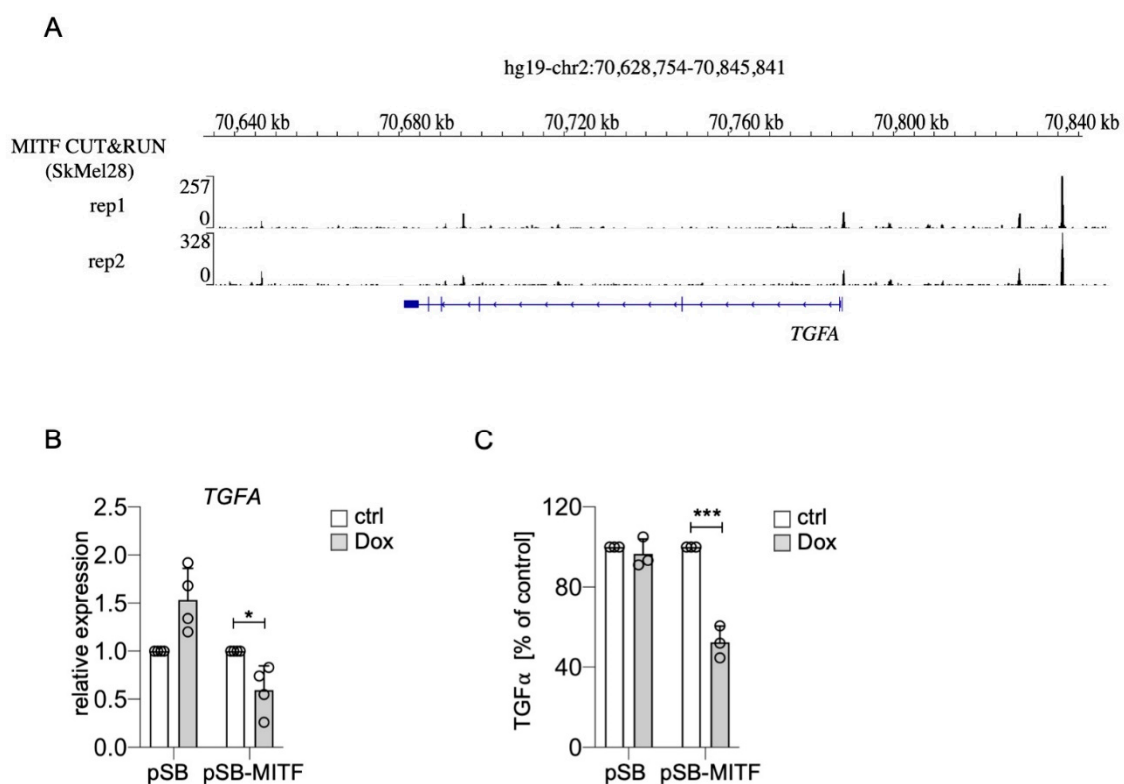 A
hg19-chr2:70,628,754-70,845,841
70,640 kb 70,680 kb 70,720 kb 70,760 kb 70,800 kb 70,840 kb
MITF CUT&RUN
(SkMel28)
257
rep1
0
328
rep2
0
TGFA
B
TGFA
ctrl
Dox
relative expression
2.5
2.0
1.5
1.0
0.5
0.0
*
pSB pSB-MITF
C
ctrl
Dox
TGFα [% of control]
120
80
40
0
***
pSB pSB-MITF